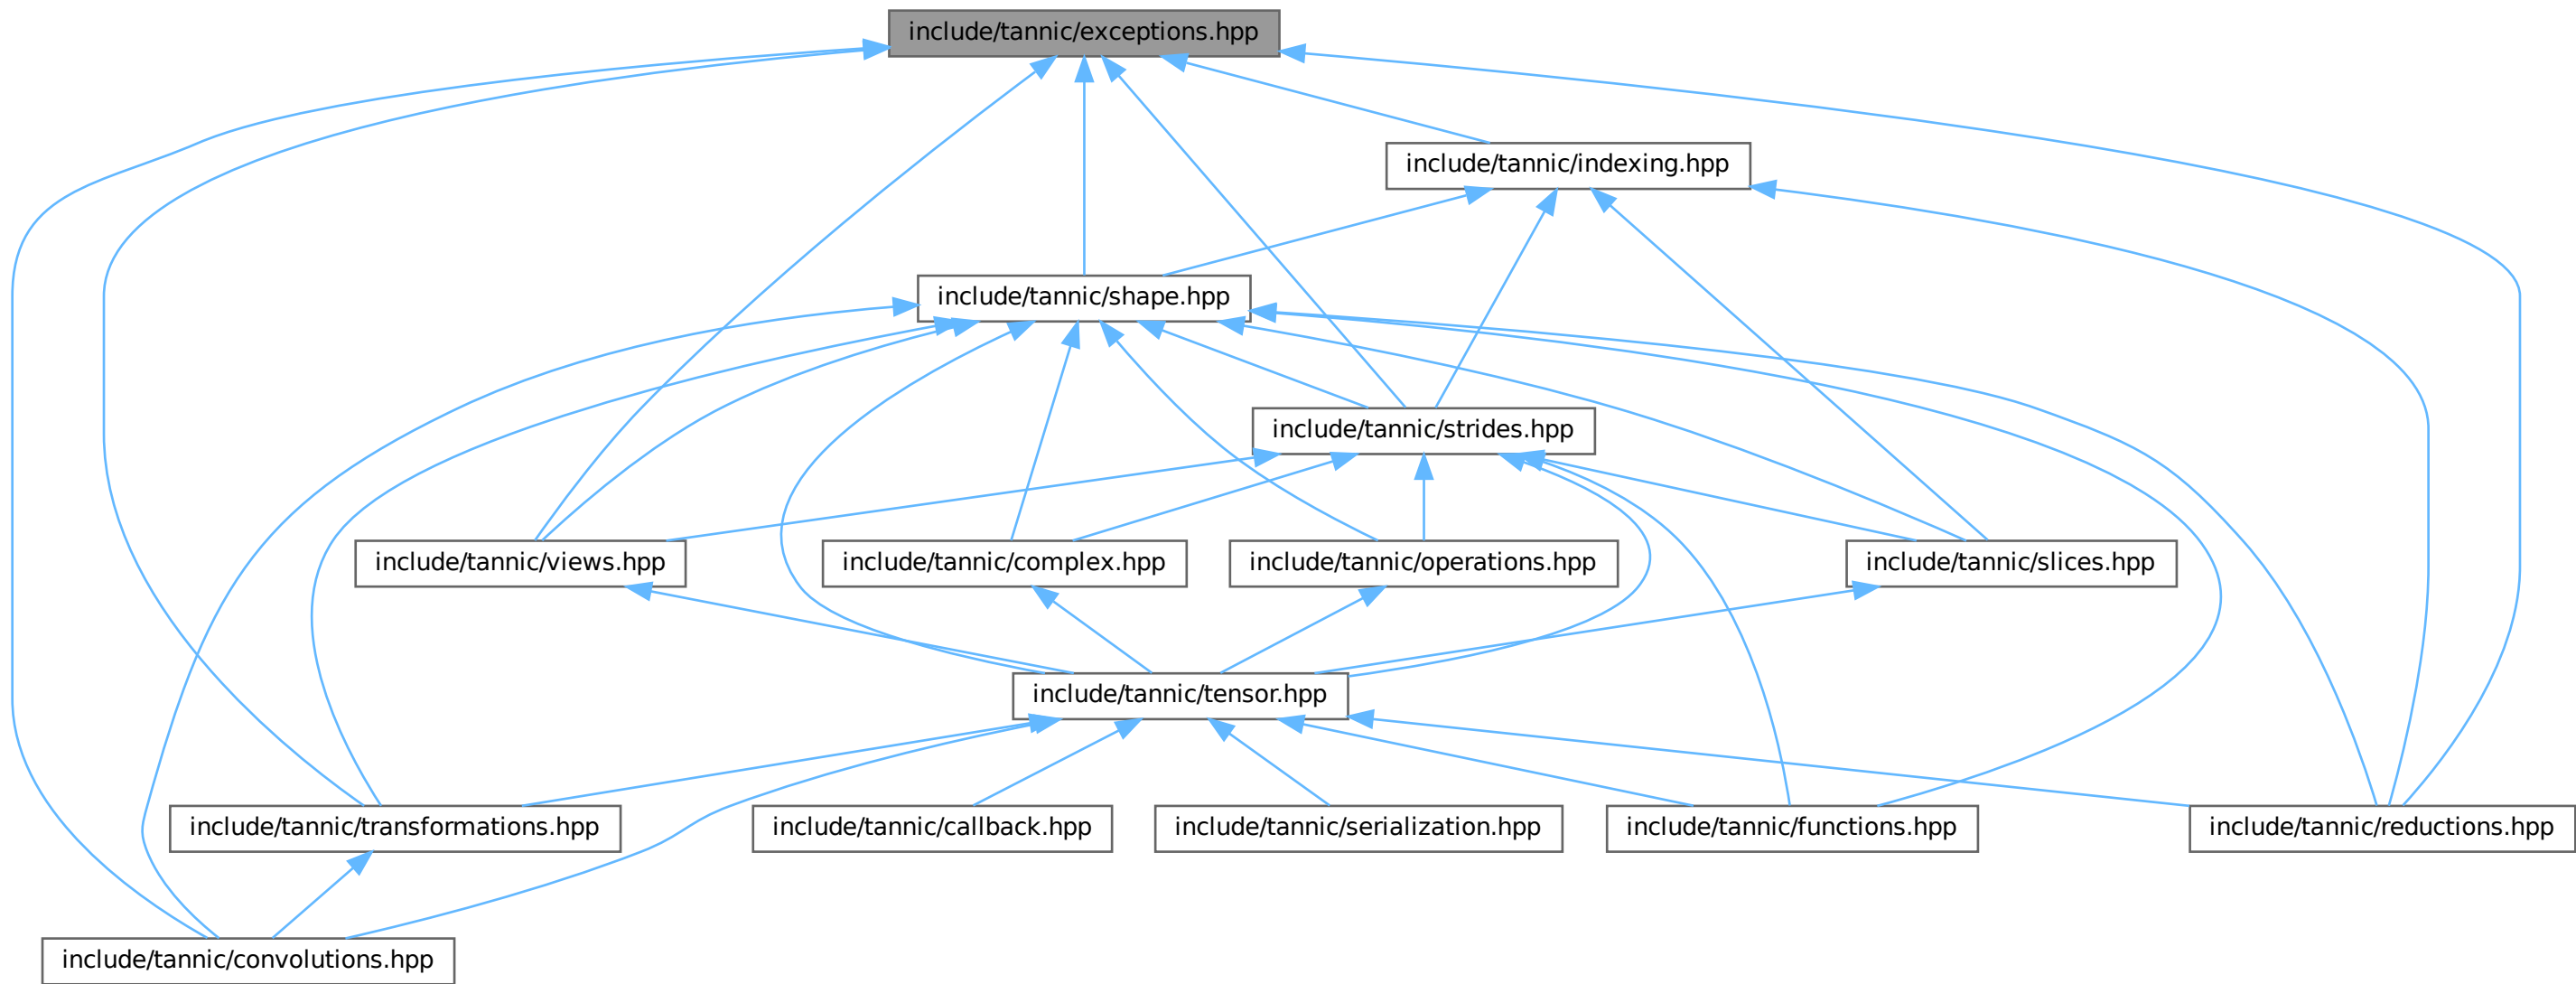 include/tannic/exceptions.hpp
include/tannic/indexing.hpp
include/tannic/shape.hpp
include/tannic/strides.hpp
include/tannic/views.hpp
include/tannic/complex.hpp
include/tannic/operations.hpp
include/tannic/slices.hpp
include/tannic/tensor.hpp
include/tannic/transformations.hpp
include/tannic/callback.hpp
include/tannic/serialization.hpp
include/tannic/functions.hpp
include/tannic/reductions.hpp
include/tannic/convolutions.hpp